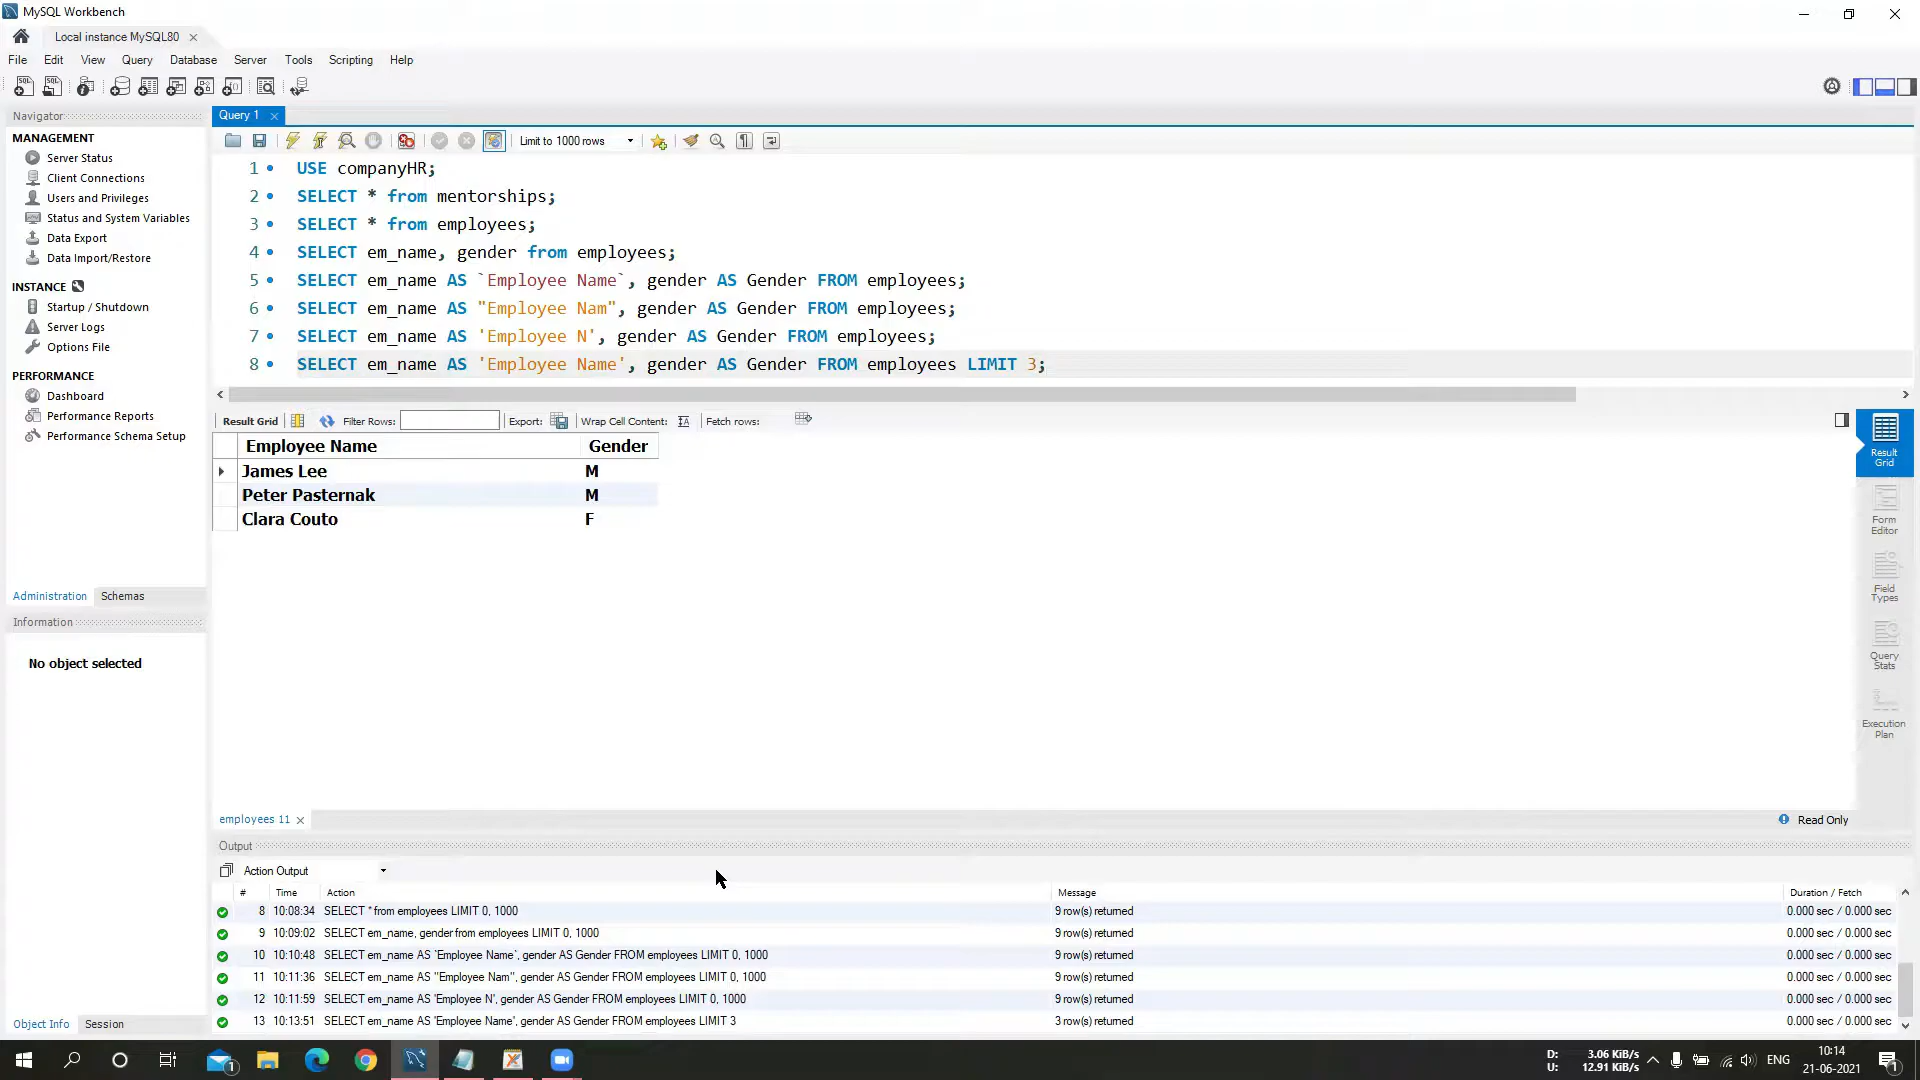 MySQL Workbench
Local instance MySQL80
File Edit View Query Database Server Tools Scripting Help
Navigator
MANAGEMENT
Server Status
Client Connections
Users and Privileges
Status and System Variables
Data Export
Data Import/Restore
INSTANCE
Startup / Shutdown
Server Logs
Options File
PERFORMANCE
Dashboard
Performance Reports
Performance Schema Setup
Administration Schemas
Information
No object selected
Object Info Session
Query 1
Limit to 1000 rows
1 USE companyHR;
2 SELECT * from mentorships;
3 SELECT * from employees;
4 SELECT em_name, gender from employees;
5 SELECT em_name AS `Employee Name`, gender AS Gender FROM employees;
6 SELECT em_name AS "Employee Nam", gender AS Gender FROM employees;
7 SELECT em_name AS 'Employee N', gender AS Gender FROM employees;
8 SELECT em_name AS 'Employee Name', gender AS Gender FROM employees LIMIT 3;
Result Grid Filter Rows: Export: Wrap Cell Content: Fetch rows:
Employee Name Gender
James Lee M
Peter Pasternak M
Clara Couto F
Result
Grid
Form
Editor
Field
Types
Query
Stats
Execution
Plan
employees 11 Read Only
Output
Action Output
# Time Action Message Duration / Fetch
8 10:08:34 SELECT * from employees LIMIT 0, 1000 9 row(s) returned 0.000 sec / 0.000 sec
9 10:09:02 SELECT em_name, gender from employees LIMIT 0, 1000 9 row(s) returned 0.000 sec / 0.000 sec
10 10:10:48 SELECT em_name AS `Employee Name`, gender AS Gender FROM employees LIMIT 0, 1000 9 row(s) returned 0.000 sec / 0.000 sec
11 10:11:36 SELECT em_name AS "Employee Nam", gender AS Gender FROM employees LIMIT 0, 1000 9 row(s) returned 0.000 sec / 0.000 sec
12 10:11:59 SELECT em_name AS 'Employee N', gender AS Gender FROM employees LIMIT 0, 1000 9 row(s) returned 0.000 sec / 0.000 sec
13 10:13:51 SELECT em_name AS 'Employee Name', gender AS Gender FROM employees LIMIT 3 3 row(s) returned 0.000 sec / 0.000 sec
D: 3.06 KiB/s
U: 12.91 KiB/s
ENG
10:14
21-06-2021
1
1